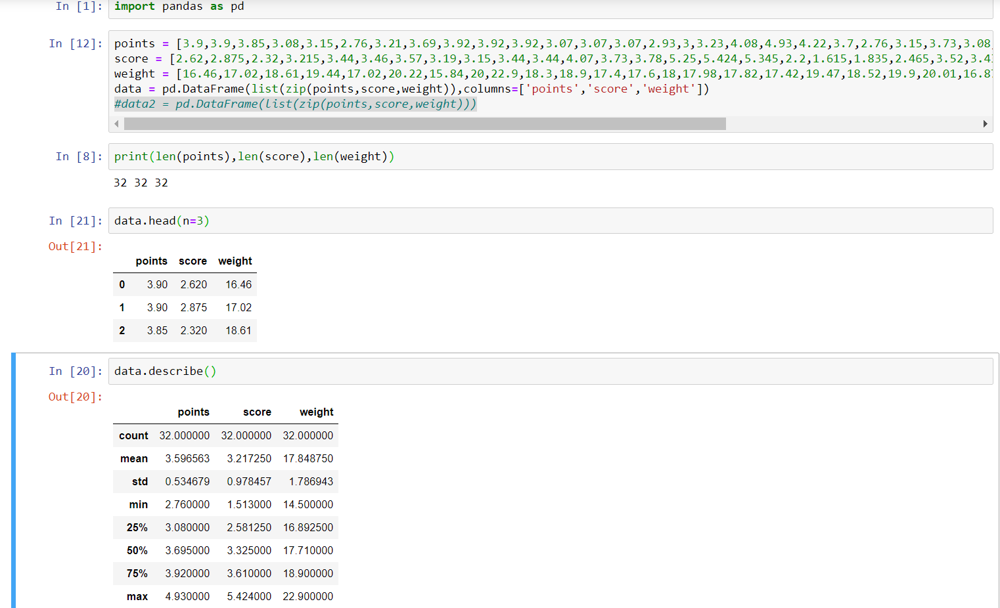 In [1]: import pandas as pd
In [12]: points = [3.9,3.9,3.85,3.08,3.15,2.76,3.21,3.69,3.92,3.92,3.92,3.07,3.07,3.07,2.93,3,3.23,4.08,4.93,4.22,3.7,2.76,3.15,3.73,3.08,
score = [2.62,2.875,2.32,3.215,3.44,3.46,3.57,3.19,3.15,3.44,3.44,4.07,3.73,3.78,5.25,5.424,5.345,2.2,1.615,1.835,2.465,3.52,3.4
weight = [16.46,17.02,18.61,19.44,17.02,20.22,15.84,20,22.9,18.3,18.9,17.4,17.6,18,17.98,17.82,17.42,19.47,18.52,19.9,20.01,16.8
data = pd.DataFrame(list(zip(points,score,weight)),columns=['points','score','weight'])
#data2 = pd.DataFrame(list(zip(points,score,weight)))
In [8]: print(len(points),len(score),len(weight))
32 32 32
In [21]: data.head(n=3)
Out[21]:
points score weight
0 3.90 2.620 16.46
1 3.90 2.875 17.02
2 3.85 2.320 18.61
In [20]: data.describe()
Out[20]:
points score weight
count 32.000000 32.000000 32.000000
mean 3.596563 3.217250 17.848750
std 0.534679 0.978457 1.786943
min 2.760000 1.513000 14.500000
25% 3.080000 2.581250 16.892500
50% 3.695000 3.325000 17.710000
75% 3.920000 3.610000 18.900000
max 4.930000 5.424000 22.900000